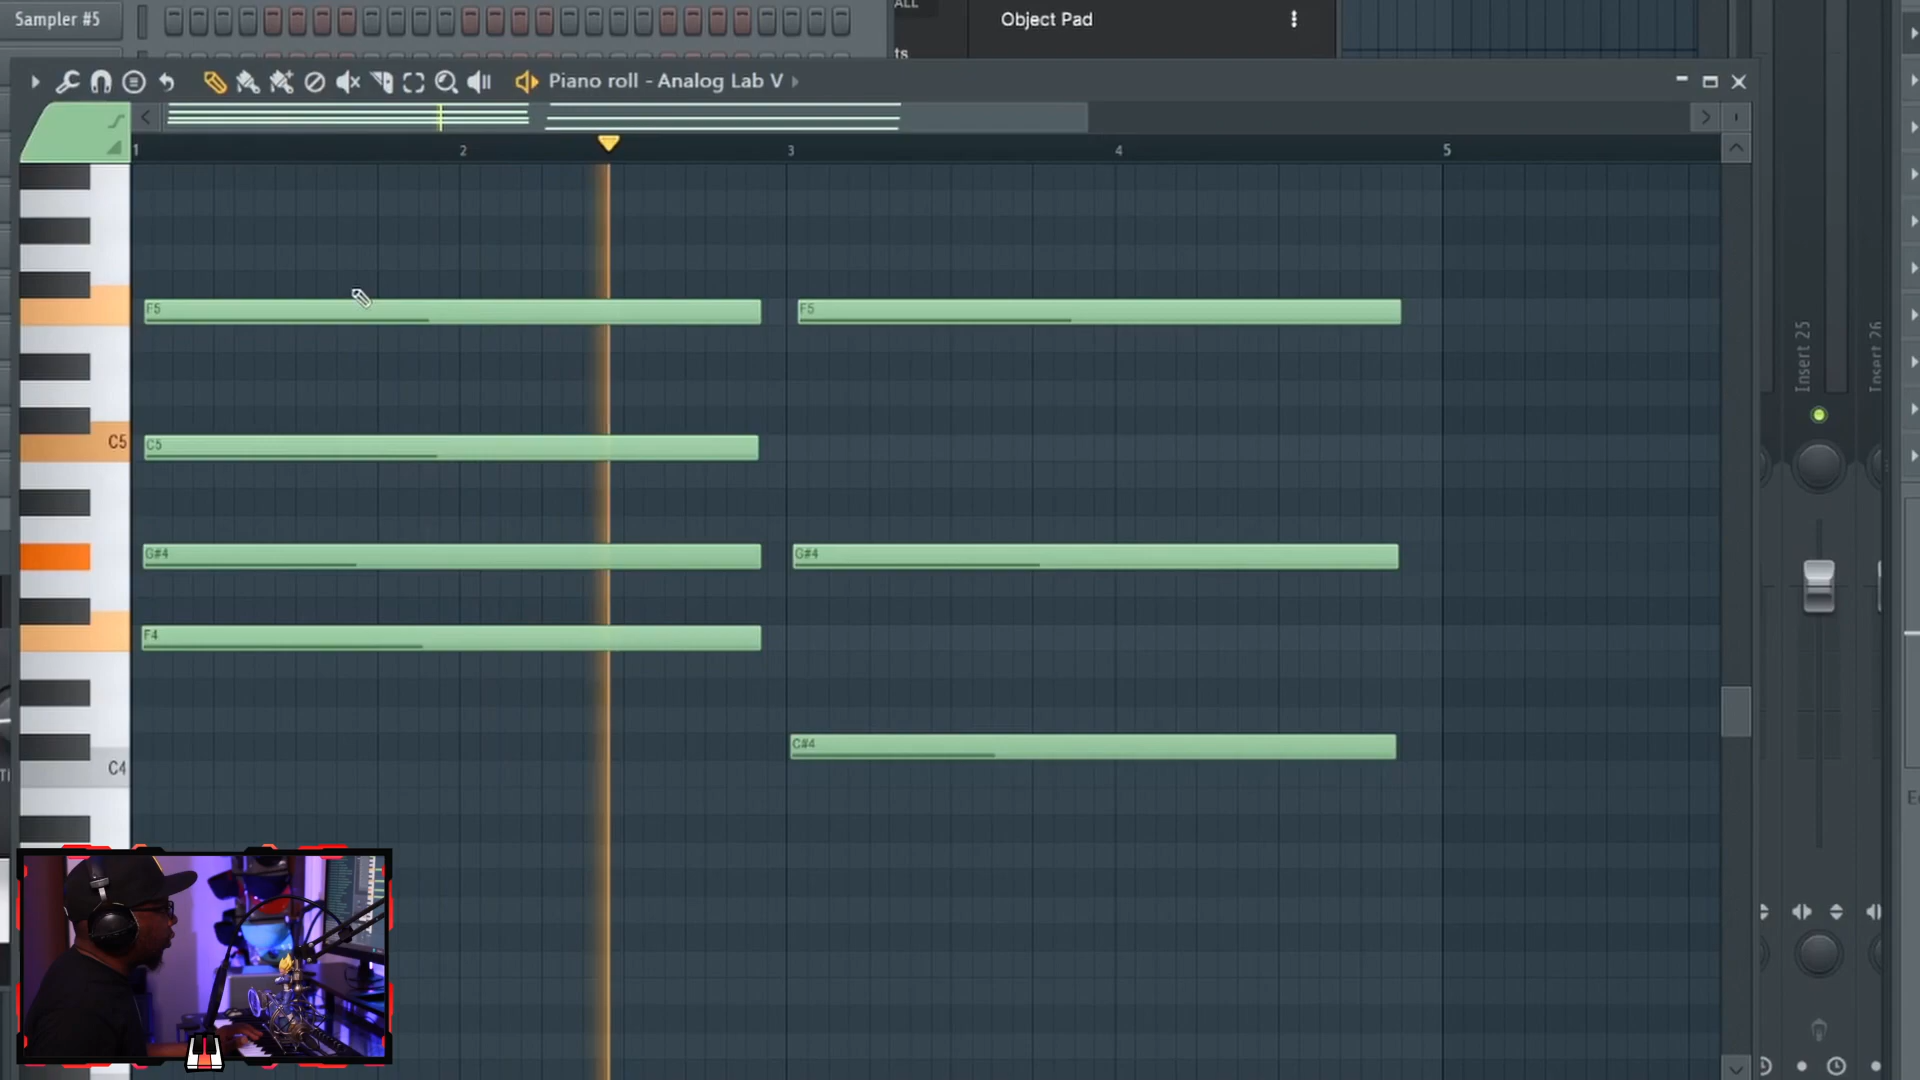 Sampler #5
ALL
Object Pad
ts
Piano roll - Analog Lab V
1 2 3 4 5
F5 F5
C5 C5
G#4 G#4
F4
C#4
C4
Insert 25
Insert 26